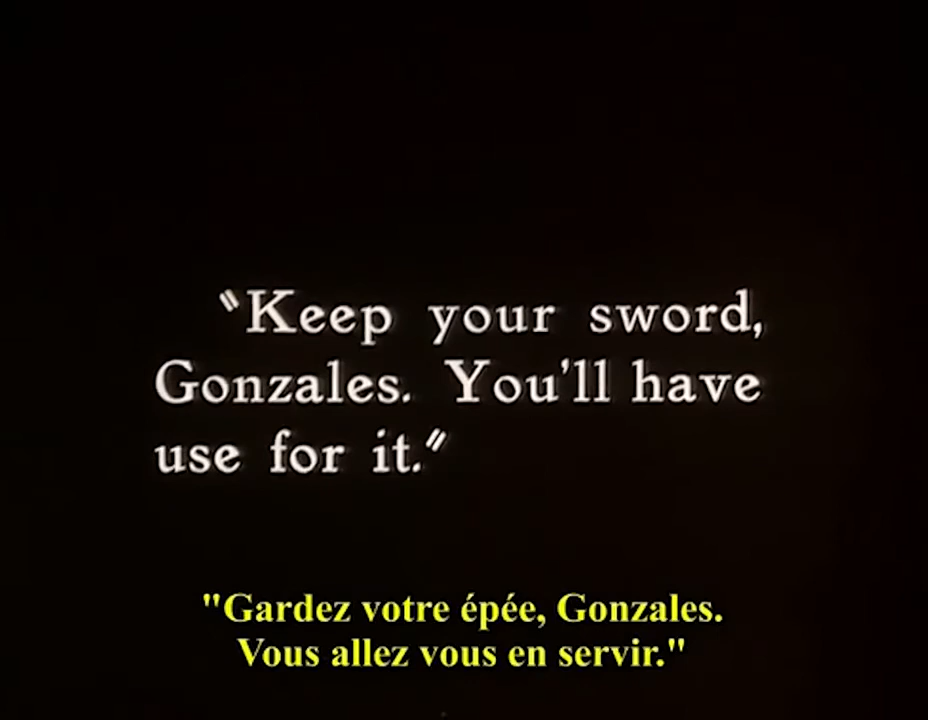 "Keep your sword,
Gonzales. You'll have
use for it."
"Gardez votre épée, Gonzales.
Vous allez vous en servir."